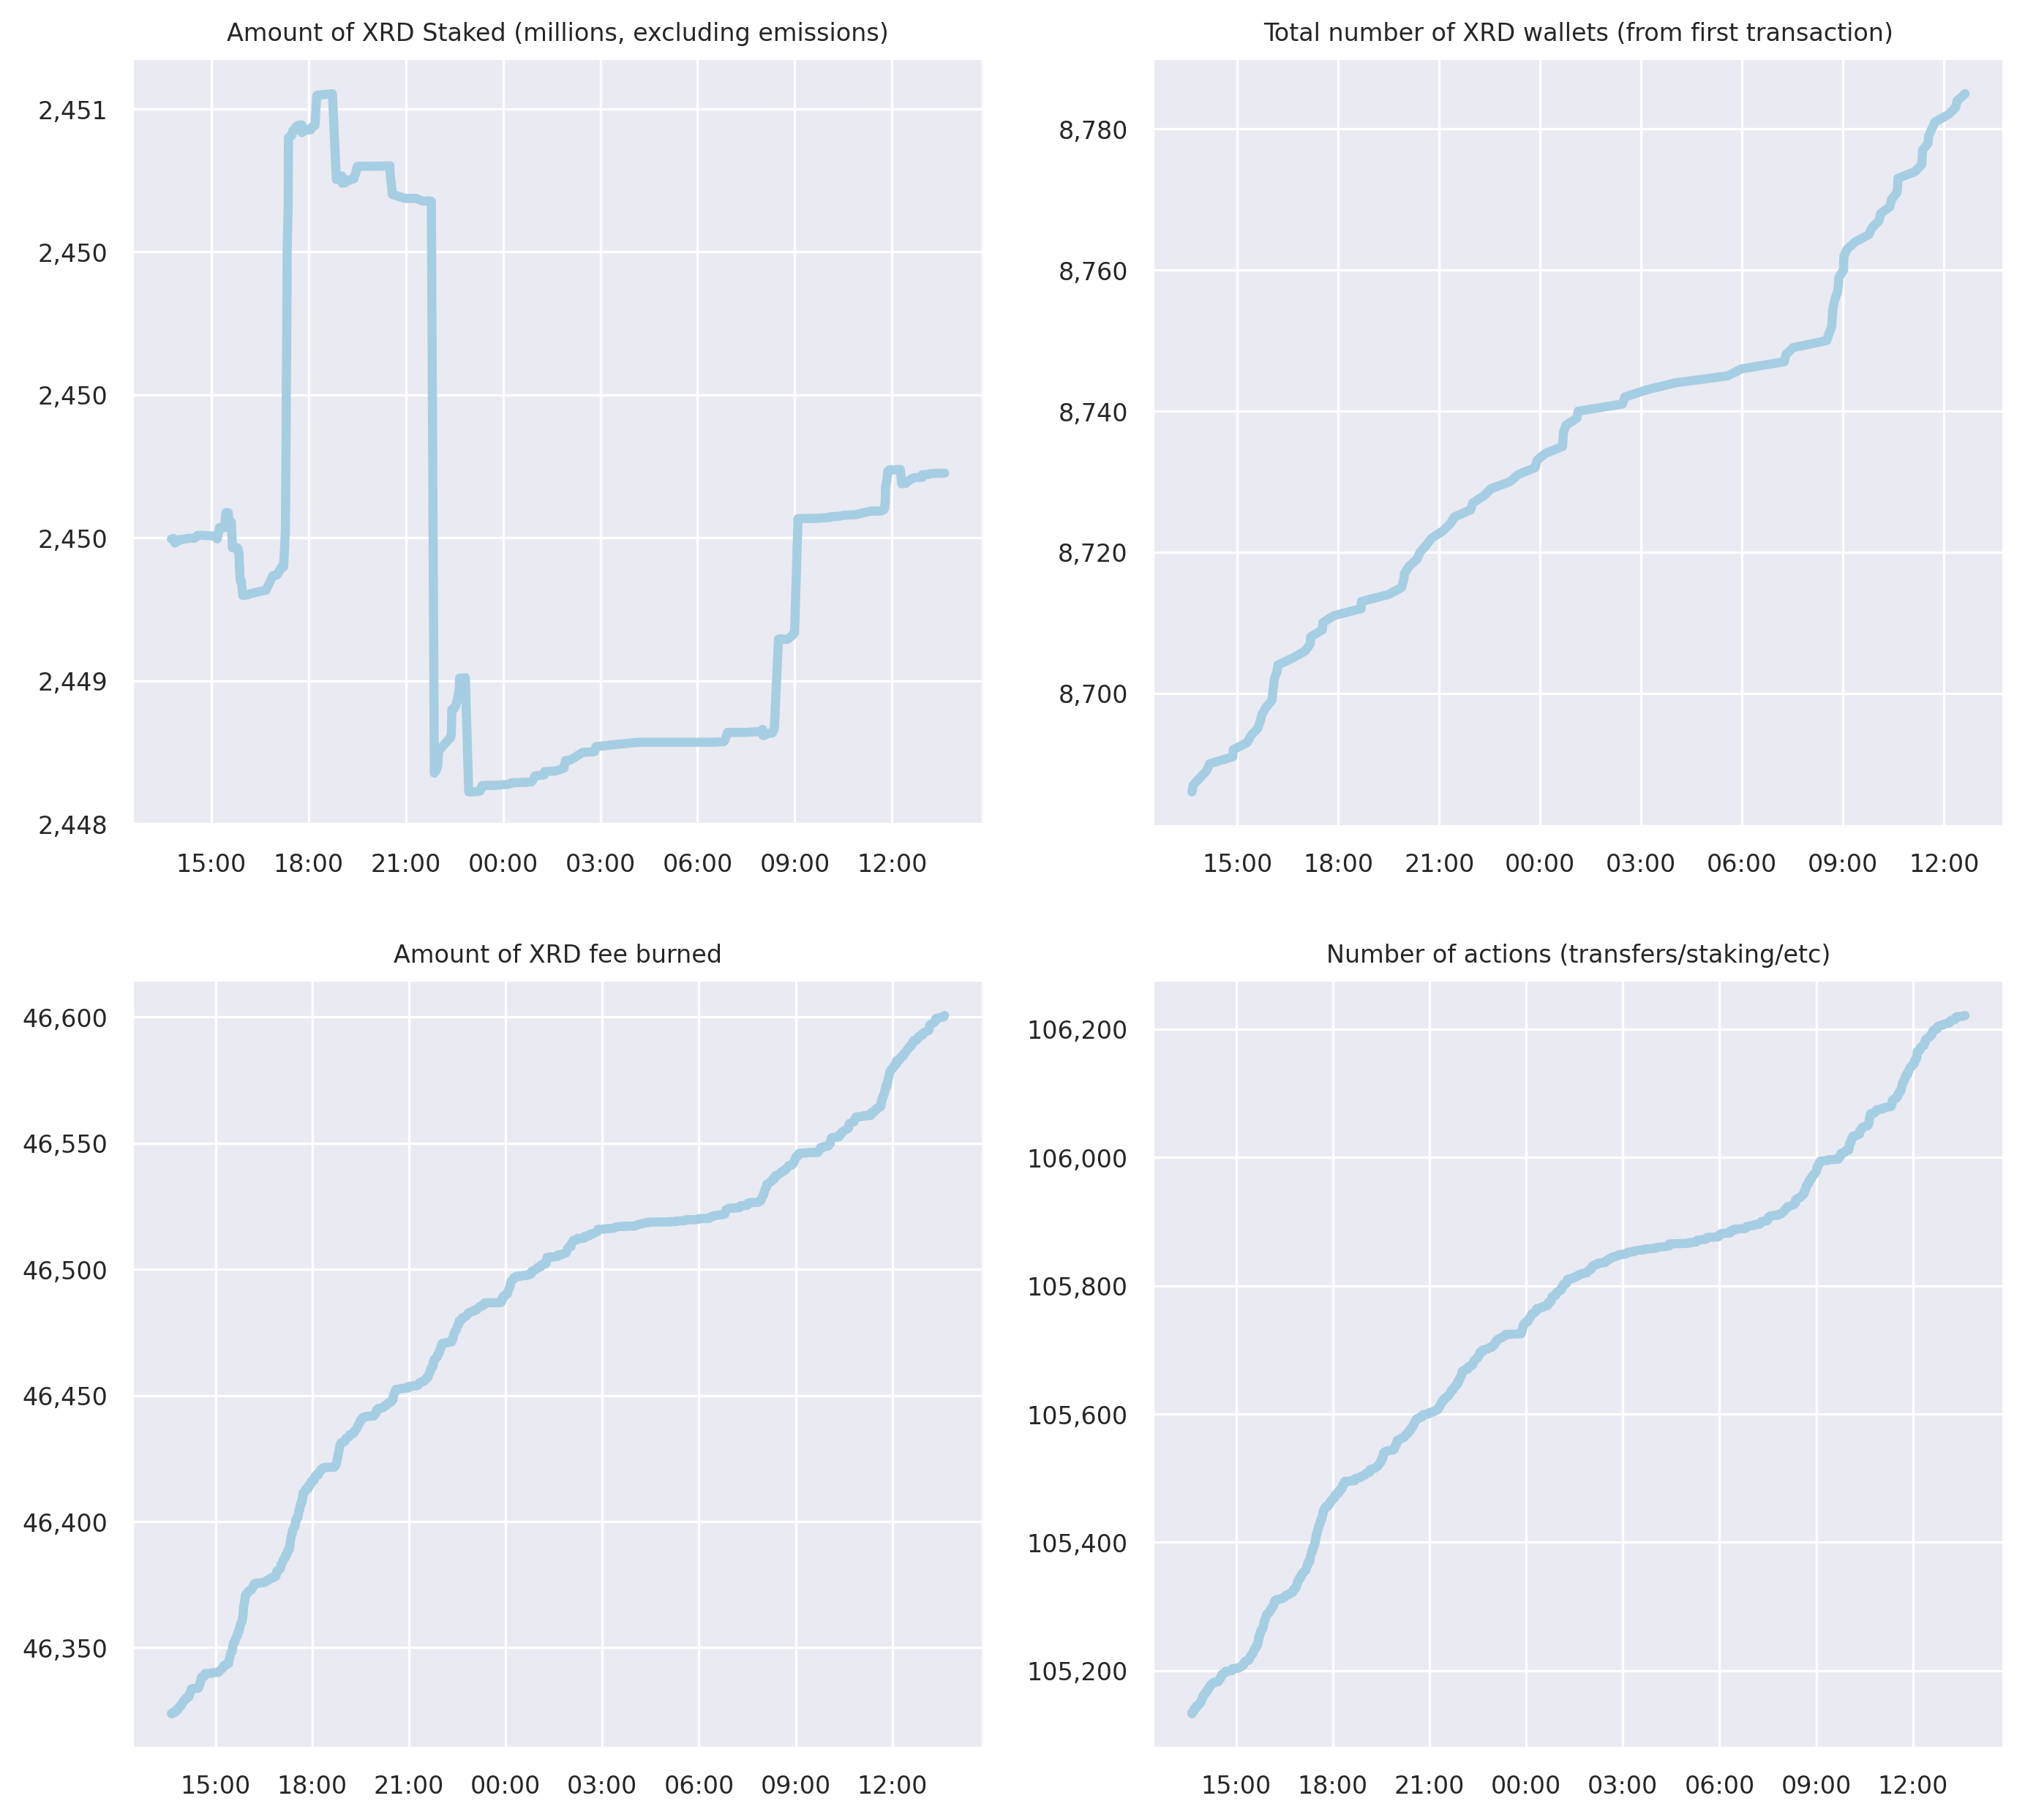 Amount of XRD Staked (millions, excluding emissions)
2,451
2,450
2,450
2,450
2,449
2,448
15:00 18:00 21:00 00:00 03:00 06:00 09:00 12:00
Total number of XRD wallets (from first transaction)
8,780
8,760
8,740
8,720
8,700
15:00 18:00 21:00 00:00 03:00 06:00 09:00 12:00
Amount of XRD fee burned
46,600
46,550
46,500
46,450
46,400
46,350
15:00 18:00 21:00 00:00 03:00 06:00 09:00 12:00
Number of actions (transfers/staking/etc)
106,200
106,000
105,800
105,600
105,400
105,200
15:00 18:00 21:00 00:00 03:00 06:00 09:00 12:00